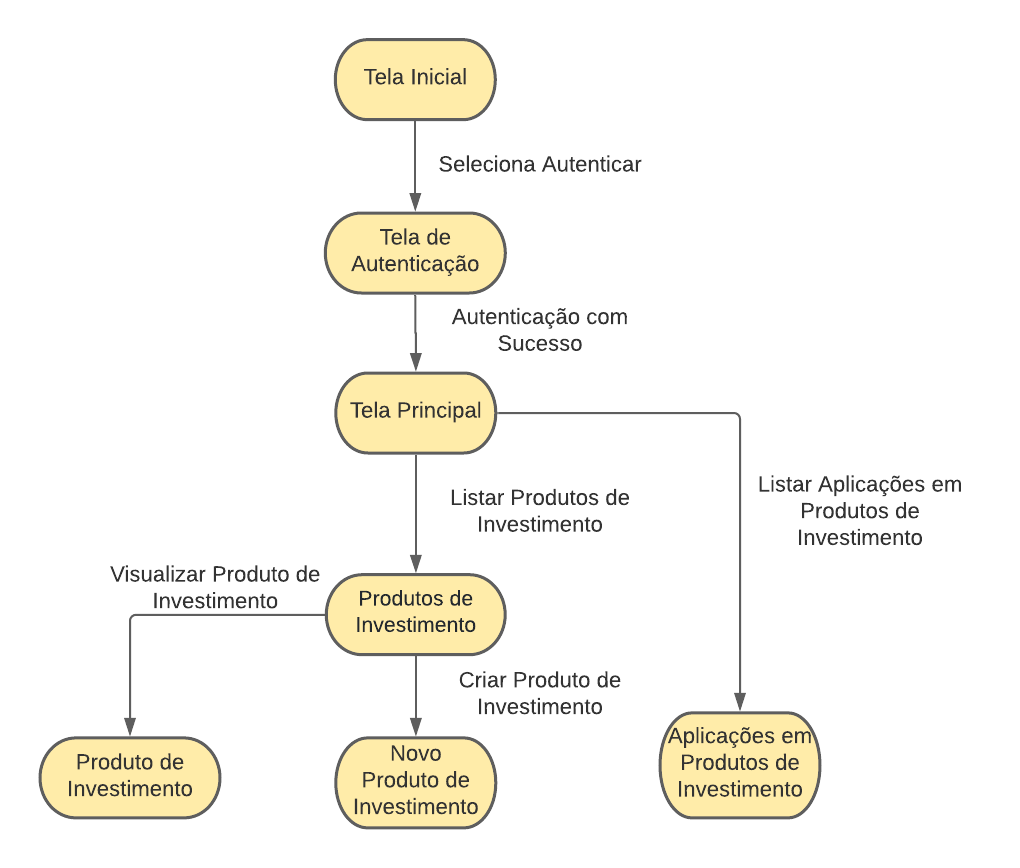 Tela Inicial
Seleciona Autenticar
Tela de
Autenticação
Autenticação com
Sucesso
Tela Principal
Listar Produtos de
Investimento
Listar Aplicações em
Produtos de
Investimento
Visualizar Produto de
Investimento
Produtos de
Investimento
Criar Produto de
Investimento
Produto de
Investimento
Novo
Produto de
Investimento
Aplicações em
Produtos de
Investimento